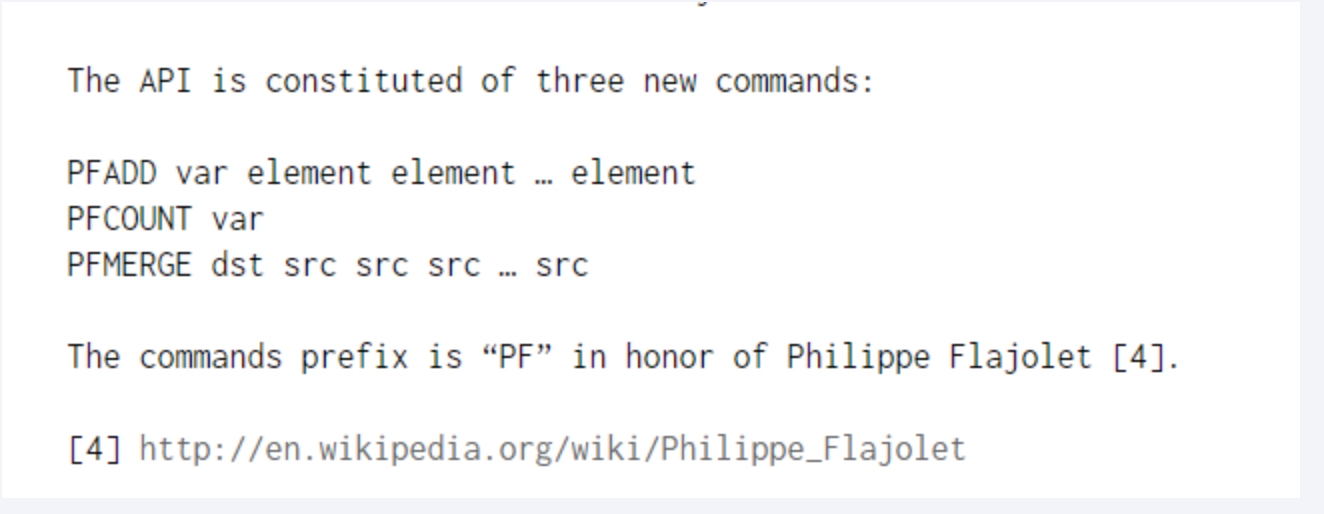 The API is constituted of three new commands:
PFADD var element element … element
PFCOUNT var
PFMERGE dst src src src … src
The commands prefix is “PF” in honor of Philippe Flajolet [4].
[4] http://en.wikipedia.org/wiki/Philippe_Flajolet